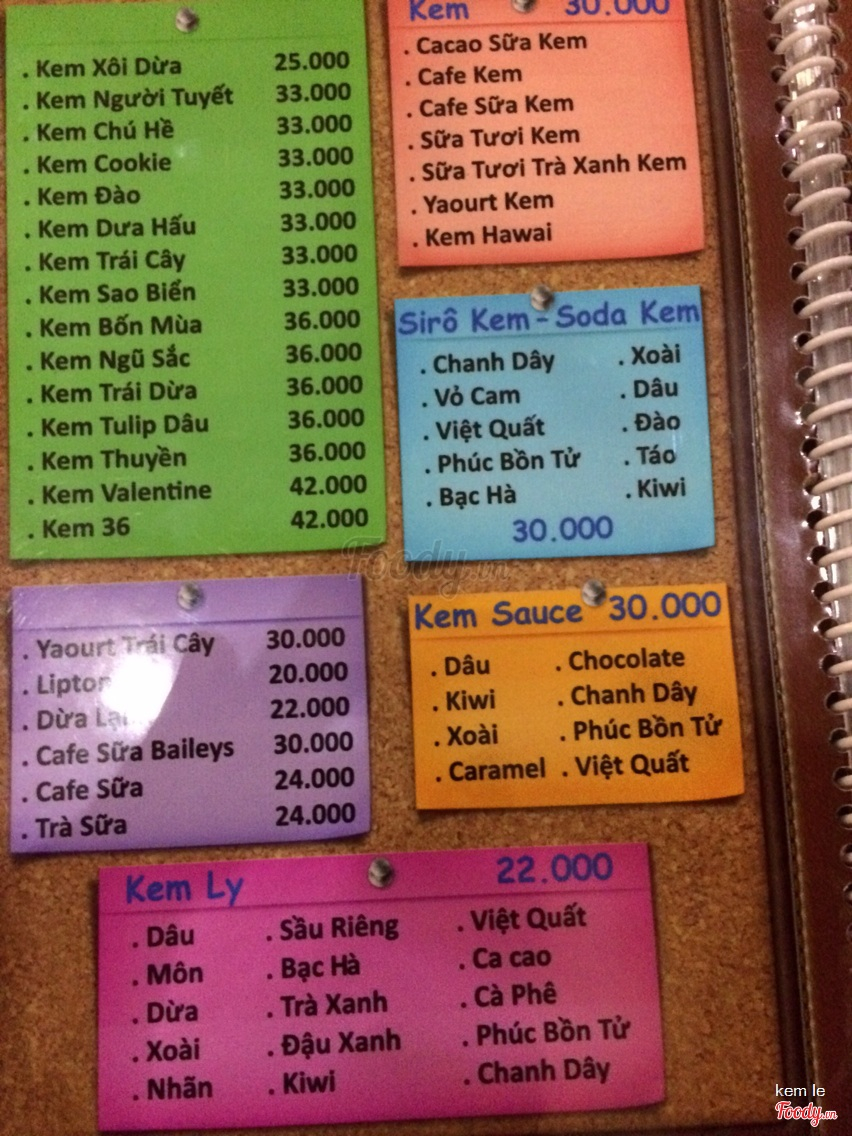 . Kem Xôi Dừa 25.000
. Kem Người Tuyết 33.000
. Kem Chú Hề 33.000
. Kem Cookie 33.000
. Kem Đào 33.000
. Kem Dưa Hấu 33.000
. Kem Trái Cây 33.000
. Kem Sao Biển 33.000
. Kem Bốn Mùa 36.000
. Kem Ngũ Sắc 36.000
. Kem Trái Dừa 36.000
. Kem Tulip Dâu 36.000
. Kem Thuyền 36.000
. Kem Valentine 42.000
. Kem 36 42.000
Kem 30.000
. Cacao Sữa Kem
. Cafe Kem
. Cafe Sữa Kem
. Sữa Tươi Kem
. Sữa Tươi Trà Xanh Kem
. Yaourt Kem
. Kem Hawai
Sirô Kem - Soda Kem
. Chanh Dây . Xoài
. Vỏ Cam . Dâu
. Việt Quất . Đào
. Phúc Bồn Tử . Táo
. Bạc Hà . Kiwi
30.000
Foody.vn
. Yaourt Trái Cây 30.000
. Lipton 20.000
. Dừa 22.000
. Cafe Sữa Baileys 30.000
. Cafe Sữa 24.000
. Trà Sữa 24.000
Kem Sauce 30.000
. Dâu . Chocolate
. Kiwi . Chanh Dây
. Xoài . Phúc Bồn Tử
. Caramel . Việt Quất
Kem Ly 22.000
. Dâu . Sầu Riêng . Việt Quất
. Môn . Bạc Hà . Ca cao
. Dừa . Trà Xanh . Cà Phê
. Xoài . Đậu Xanh . Phúc Bồn Tử
. Nhãn . Kiwi . Chanh Dây
kem le
Foody.vn